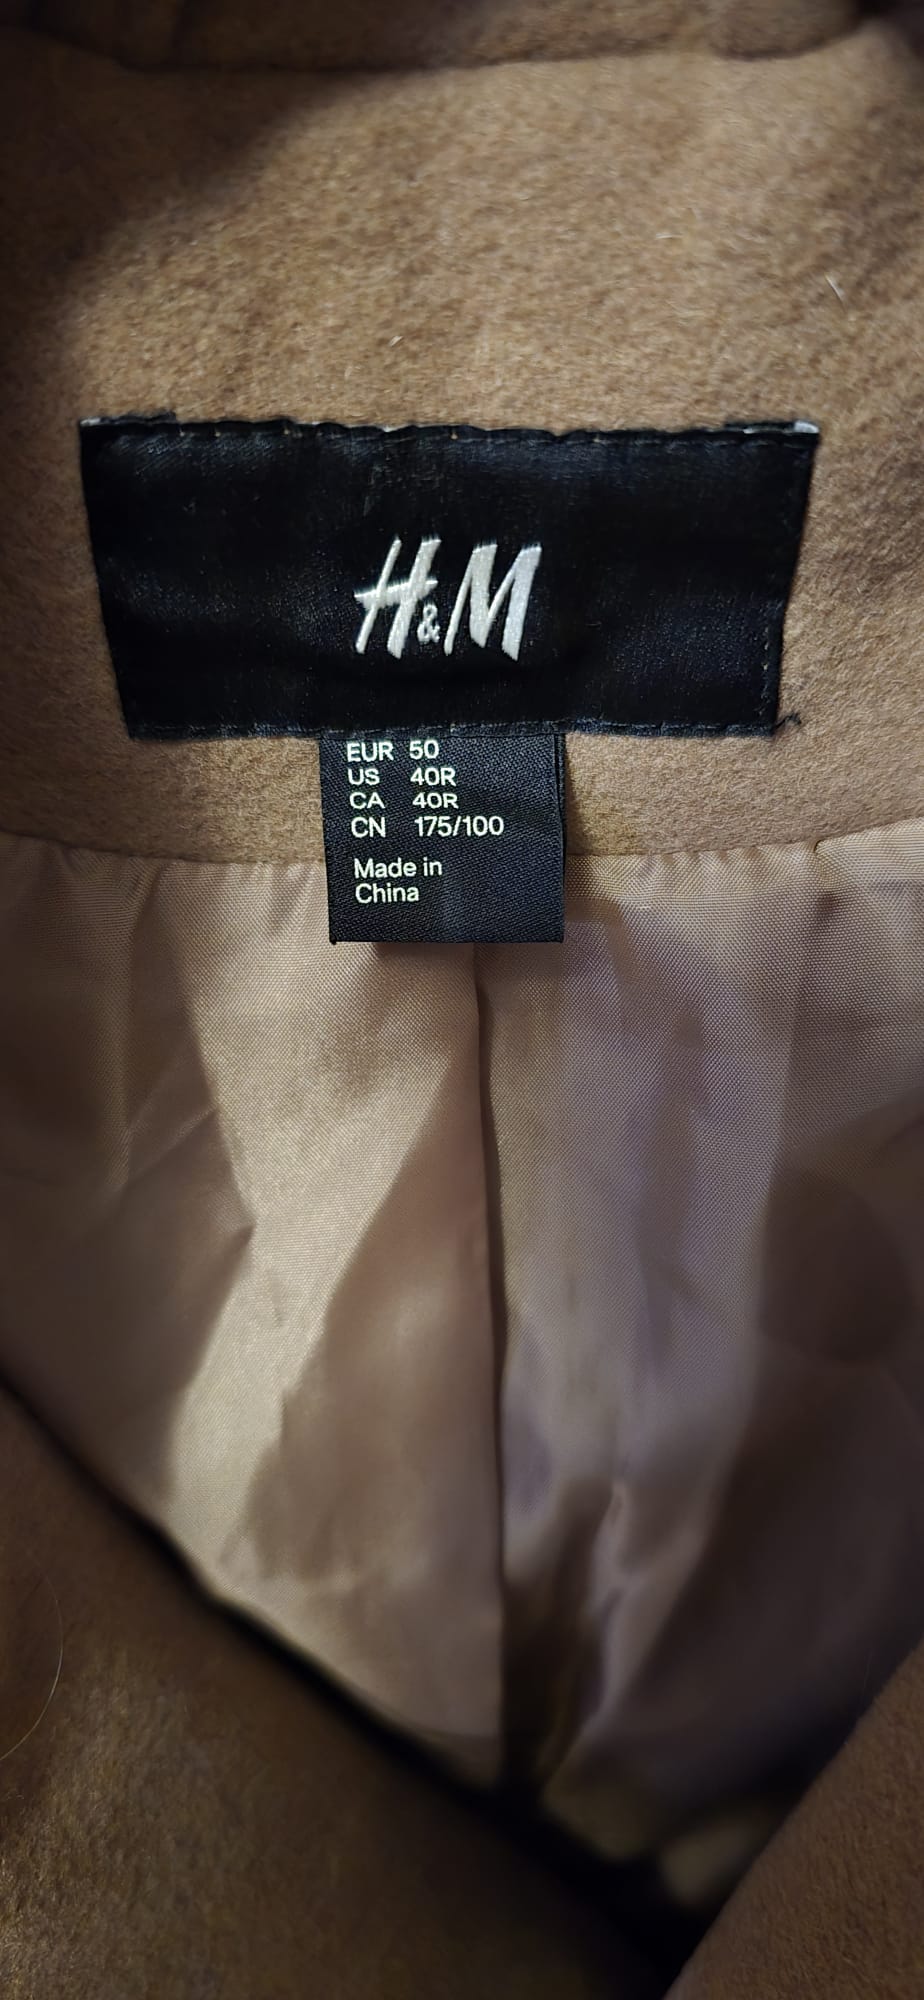 H&M
EUR 50
US 40R
CA 40R
CN 175/100
Made in
China